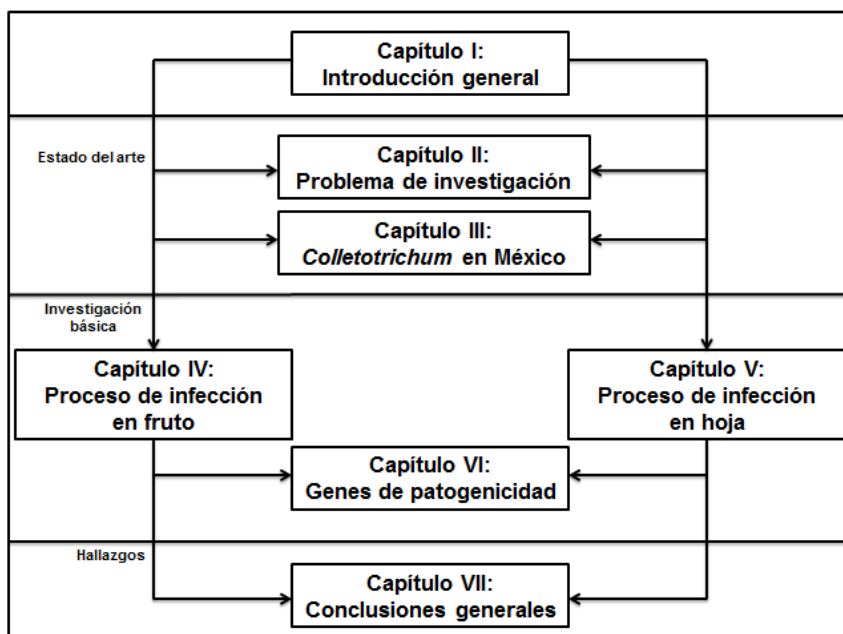 Capítulo I:
Introducción general
Estado del arte
Capítulo II:
Problema de investigación
Capítulo III:
Colletotrichum en México
Investigación
básica
Capítulo IV:
Proceso de infección
en fruto
Capítulo V:
Proceso de infección
en hoja
Capítulo VI:
Genes de patogenicidad
Hallazgos
Capítulo VII:
Conclusiones generales